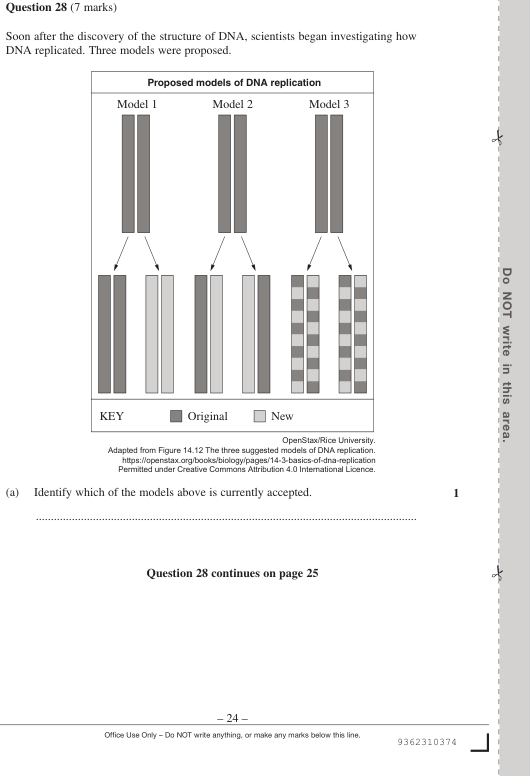 Question 28 (7 marks)
Soon after the discovery of the structure of DNA, scientists began investigating how
DNA replicated. Three models were proposed.
Proposed models of DNA replication
Model 1 Model 2 Model 3
KEY Original New
OpenStax/Rice University.
Adapted from Figure 14.12 The three suggested models of DNA replication.
https://openstax.org/books/biology/pages/14-3-basics-of-dna-replication
Permitted under Creative Commons Attribution 4.0 International Licence.
(a) Identify which of the models above is currently accepted. 1
................................................................................................................................
Question 28 continues on page 25
– 24 –
Office Use Only – Do NOT write anything, or make any marks below this line.
9362310374
Do NOT write in this area.